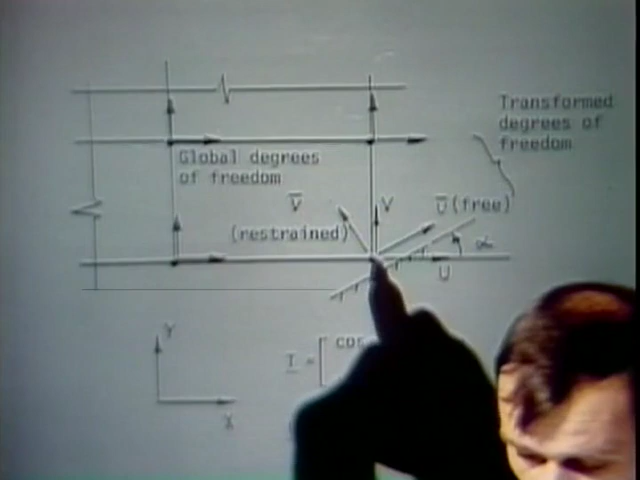 Transformed
degrees of
freedom
Global degrees
of freedom
V̅
V
U̅(free)
(restrained)
α
U
Y
T = [ cos
X